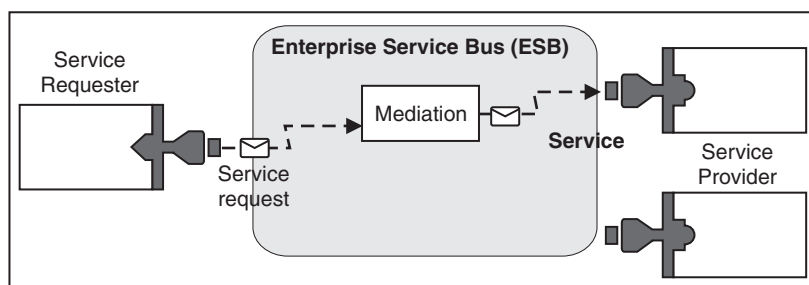 Enterprise Service Bus (ESB)
Service
Requester
Mediation
Service
request
Service
Service
Provider